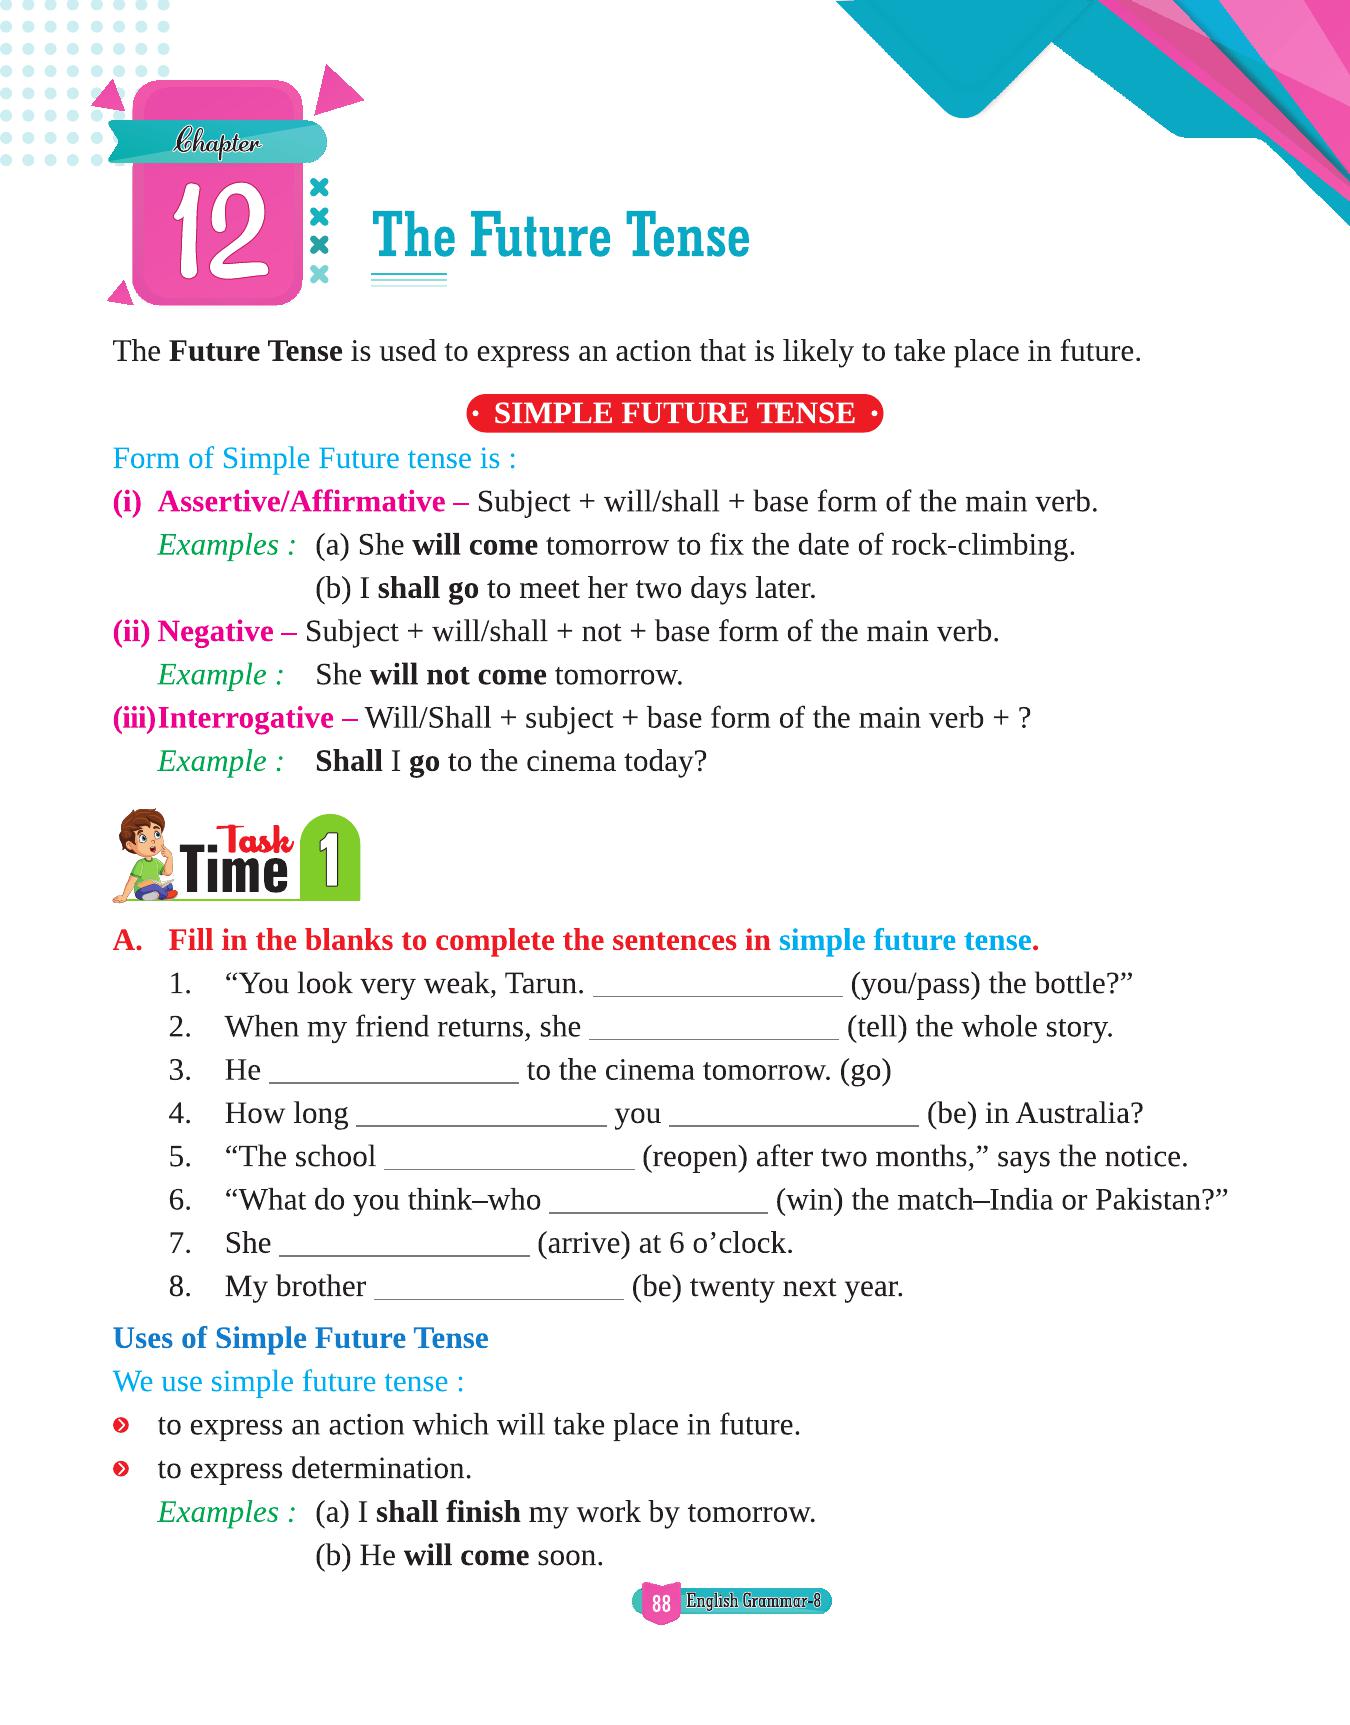 Chapter
12
The Future Tense
The Future Tense is used to express an action that is likely to take place in future.
• SIMPLE FUTURE TENSE •
Form of Simple Future tense is :
(i) Assertive/Affirmative – Subject + will/shall + base form of the main verb.
Examples : (a) She will come tomorrow to fix the date of rock-climbing.
(b) I shall go to meet her two days later.
(ii) Negative – Subject + will/shall + not + base form of the main verb.
Example : She will not come tomorrow.
(iii) Interrogative – Will/Shall + subject + base form of the main verb + ?
Example : Shall I go to the cinema today?
Task
Time 1
A. Fill in the blanks to complete the sentences in simple future tense.
1. “You look very weak, Tarun. ________________ (you/pass) the bottle?”
2. When my friend returns, she ________________ (tell) the whole story.
3. He ________________ to the cinema tomorrow. (go)
4. How long ________________ you ________________ (be) in Australia?
5. “The school ________________ (reopen) after two months,” says the notice.
6. “What do you think–who ______________ (win) the match–India or Pakistan?”
7. She ________________ (arrive) at 6 o’clock.
8. My brother ________________ (be) twenty next year.
Uses of Simple Future Tense
We use simple future tense :
to express an action which will take place in future.
to express determination.
Examples : (a) I shall finish my work by tomorrow.
(b) He will come soon.
88 English Grammar-8